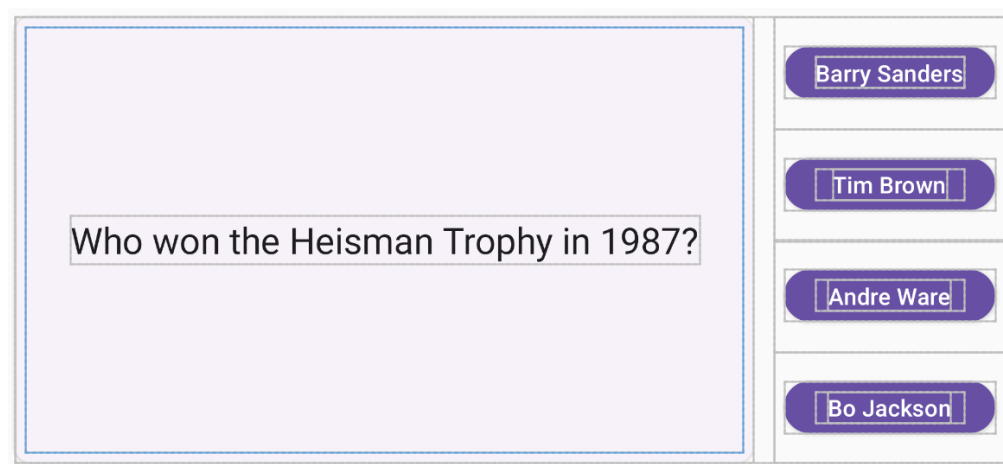 Who won the Heisman Trophy in 1987?
Barry Sanders
Tim Brown
Andre Ware
Bo Jackson